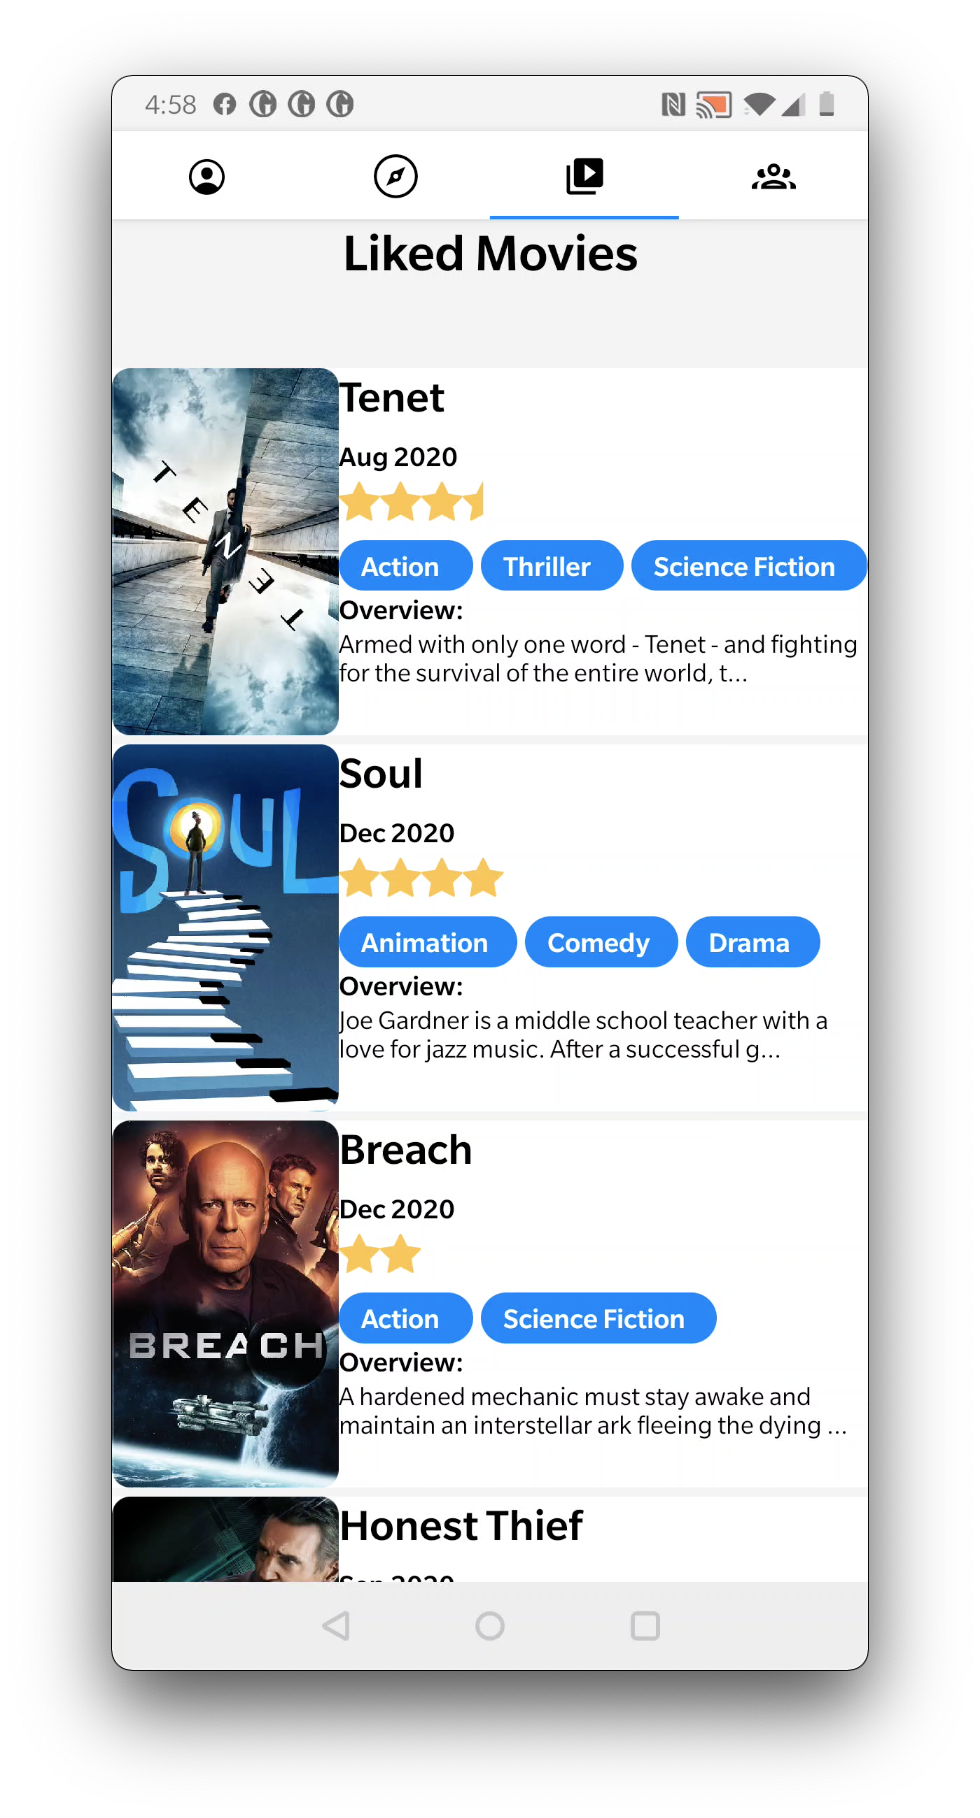 4:58
Liked Movies
TENET
Tenet
Aug 2020
Action Thriller Science Fiction
Overview:
Armed with only one word - Tenet - and fighting
for the survival of the entire world, t...
SOUL
Soul
Dec 2020
Animation Comedy Drama
Overview:
Joe Gardner is a middle school teacher with a
love for jazz music. After a successful g...
BREACH
Breach
Dec 2020
Action Science Fiction
Overview:
A hardened mechanic must stay awake and
maintain an interstellar ark fleeing the dying ...
Honest Thief
Sep 2020